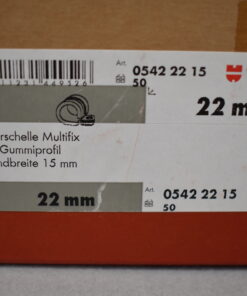 Art. 0542 22 15
50
22 m
rschelle Multifix
Gummiprofil
ndbreite 15 mm
22 mm
Art. 0542 22 15
50